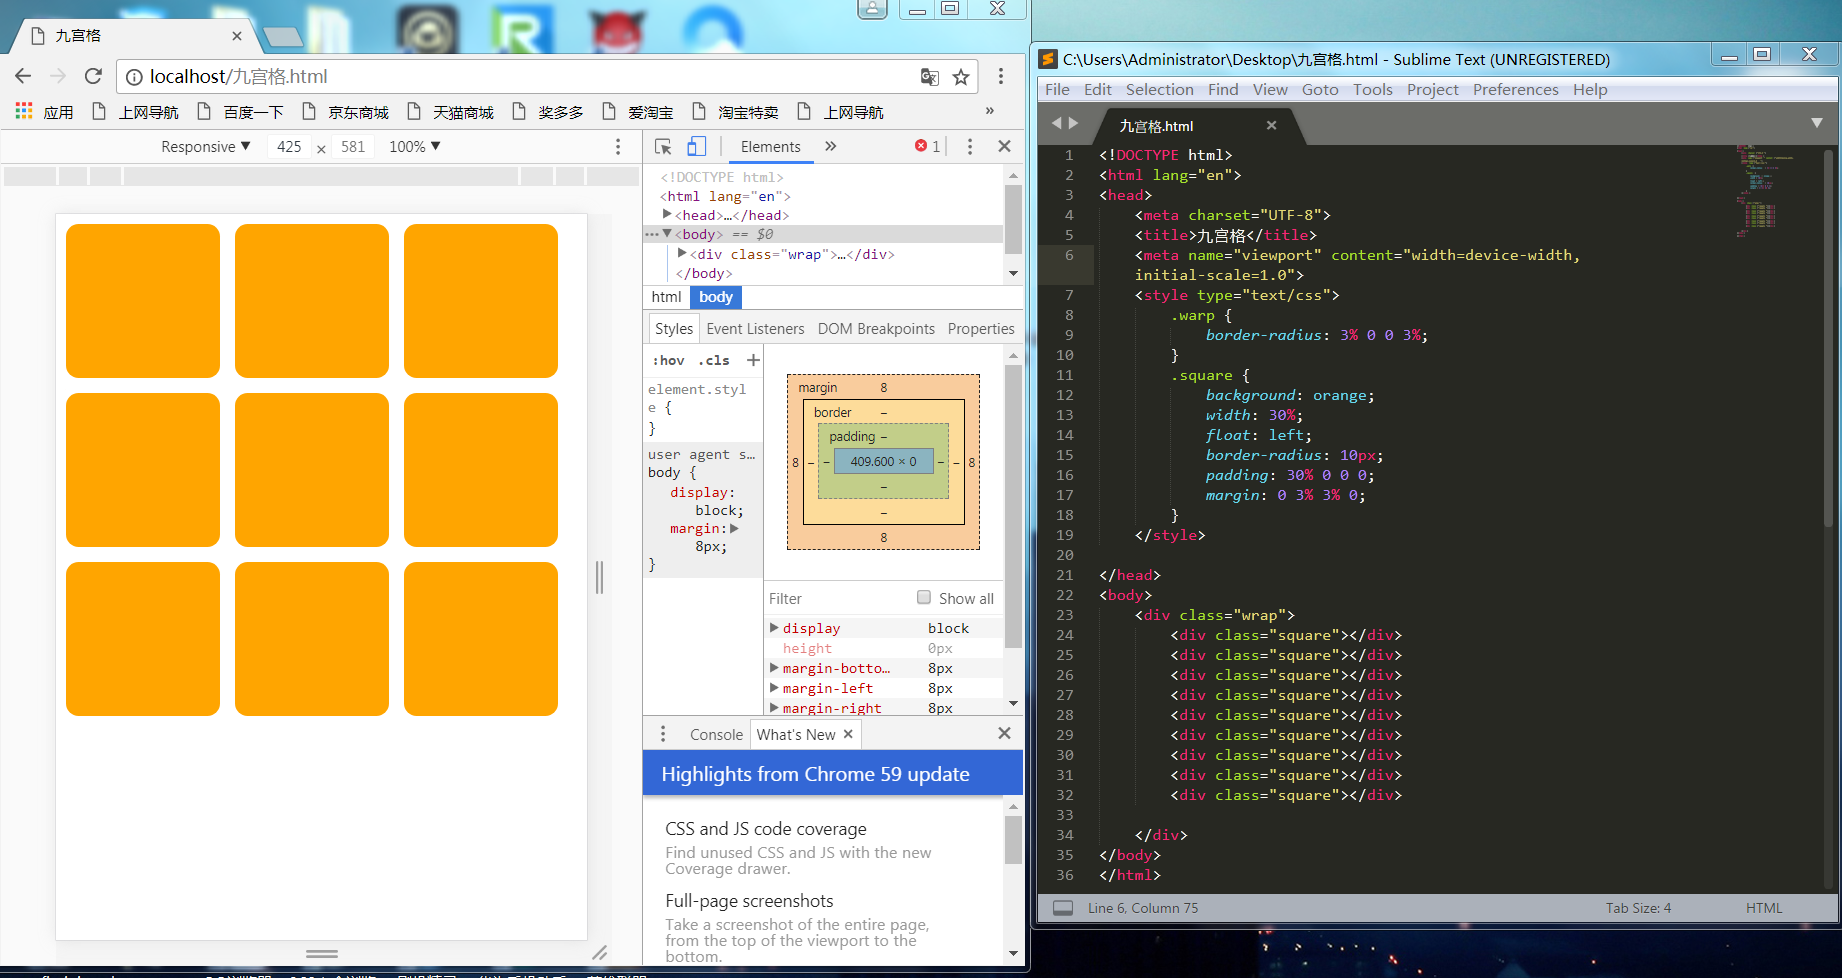 九宫格
localhost/九宫格.html
应用 上网导航 百度一下 京东商城 天猫商城 奖多多 爱淘宝 淘宝特卖 上网导航 »
Responsive ▼ 425 × 581 100% ▼
Elements » 1
<!DOCTYPE html>
<html lang="en">
▶<head>…</head>
…▼<body> == $0
▶<div class="wrap">…</div>
</body>
html body
Styles Event Listeners DOM Breakpoints Properties
:hov .cls +
element.styl
e {
}
user agent s…
body {
display:
block;
margin:▶
8px;
}
margin 8
border –
padding –
8 – – 409.600 × 0 – – 8
–
–
8
Filter Show all
▶ display block
height 0px
▶ margin-botto… 8px
▶ margin-left 8px
▶ margin-right 8px
Console What's New ×
Highlights from Chrome 59 update
CSS and JS code coverage
Find unused CSS and JS with the new
Coverage drawer.
Full-page screenshots
Take a screenshot of the entire page,
from the top of the viewport to the
bottom.
C:\Users\Administrator\Desktop\九宫格.html - Sublime Text (UNREGISTERED)
File Edit Selection Find View Goto Tools Project Preferences Help
九宫格.html
1 <!DOCTYPE html>
2 <html lang="en">
3 <head>
4 <meta charset="UTF-8">
5 <title>九宫格</title>
6 <meta name="viewport" content="width=device-width,
initial-scale=1.0">
7 <style type="text/css">
8 .warp {
9 border-radius: 3% 0 0 3%;
10 }
11 .square {
12 background: orange;
13 width: 30%;
14 float: left;
15 border-radius: 10px;
16 padding: 30% 0 0 0;
17 margin: 0 3% 3% 0;
18 }
19 </style>
20
21 </head>
22 <body>
23 <div class="wrap">
24 <div class="square"></div>
25 <div class="square"></div>
26 <div class="square"></div>
27 <div class="square"></div>
28 <div class="square"></div>
29 <div class="square"></div>
30 <div class="square"></div>
31 <div class="square"></div>
32 <div class="square"></div>
33
34 </div>
35 </body>
36 </html>
Line 6, Column 75 Tab Size: 4 HTML